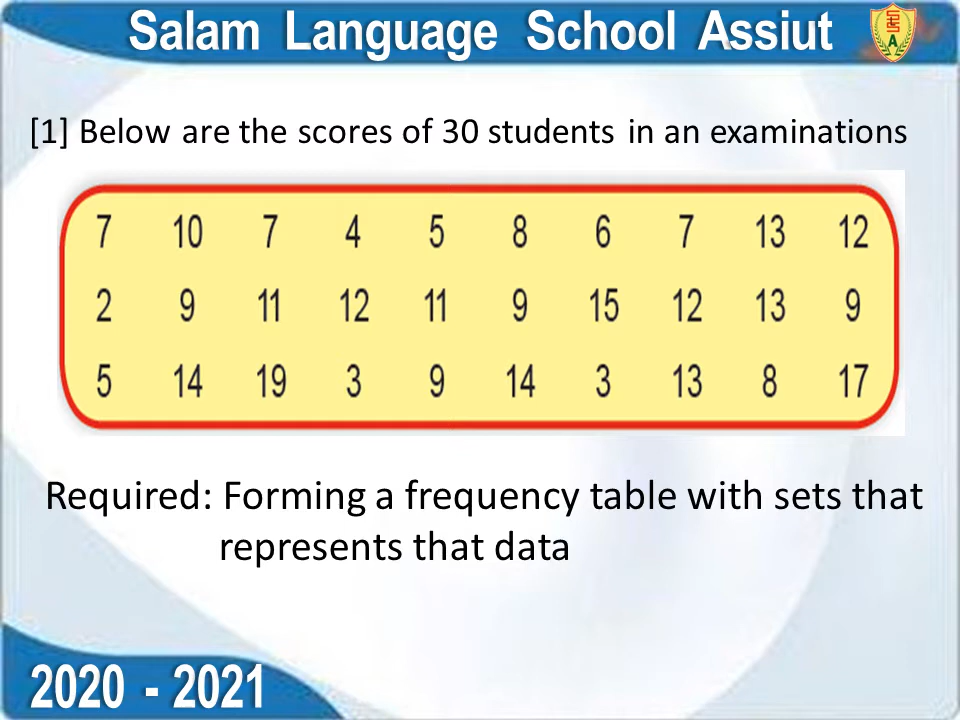 Salam Language School Assiut
[1] Below are the scores of 30 students in an examinations
7 10 7 4 5 8 6 7 13 12
2 9 11 12 11 9 15 12 13 9
5 14 19 3 9 14 3 13 8 17
Required: Forming a frequency table with sets that
represents that data
2020 - 2021